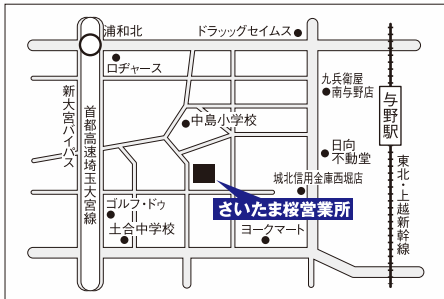 浦和北
ドラッッグセイムス
ロヂャース
九兵衛屋
南与野店
与野駅
新大宮バイパス
首都高速埼玉大宮線
中島小学校
日向
不動堂
城北信用金庫西堀店
東北・上越新幹線
さいたま桜営業所
ゴルフ・ドゥ
土合中学校
ヨークマート